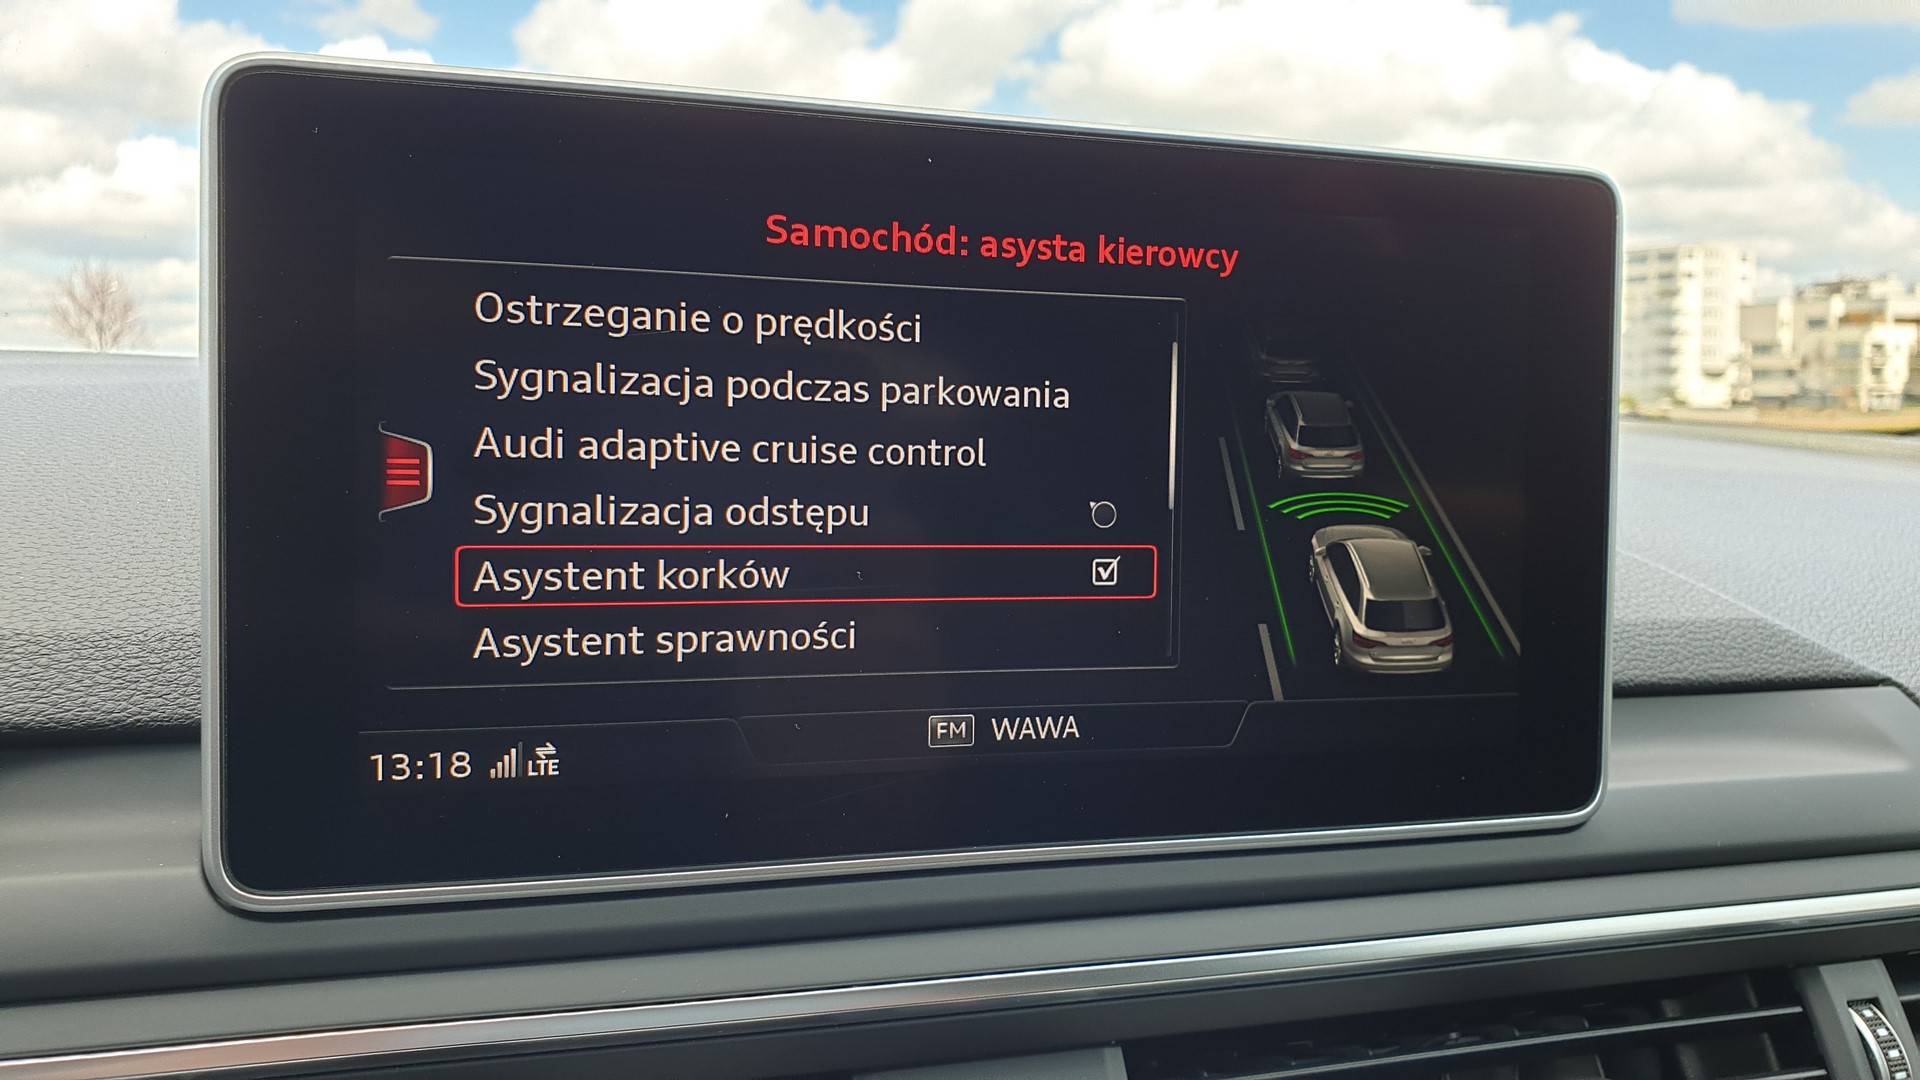 Samochód: asysta kierowcy
Ostrzeganie o prędkości
Sygnalizacja podczas parkowania
Audi adaptive cruise control
Sygnalizacja odstępu
Asystent korków
Asystent sprawności
FM WAWA
13:18 LTE